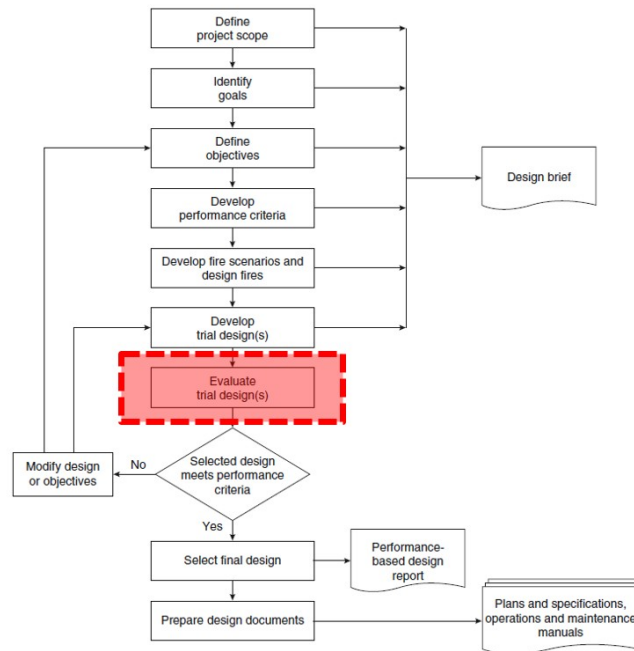 Define
project scope
Identify
goals
Define
objectives
Design brief
Develop
performance criteria
Develop fire scenarios and
design fires
Develop
trial design(s)
Evaluate
trial design(s)
Modify design
or objectives
No
Selected design
meets performance
criteria
Yes
Select final design
Performance-
based design
report
Prepare design documents
Plans and specifications,
operations and maintenance
manuals